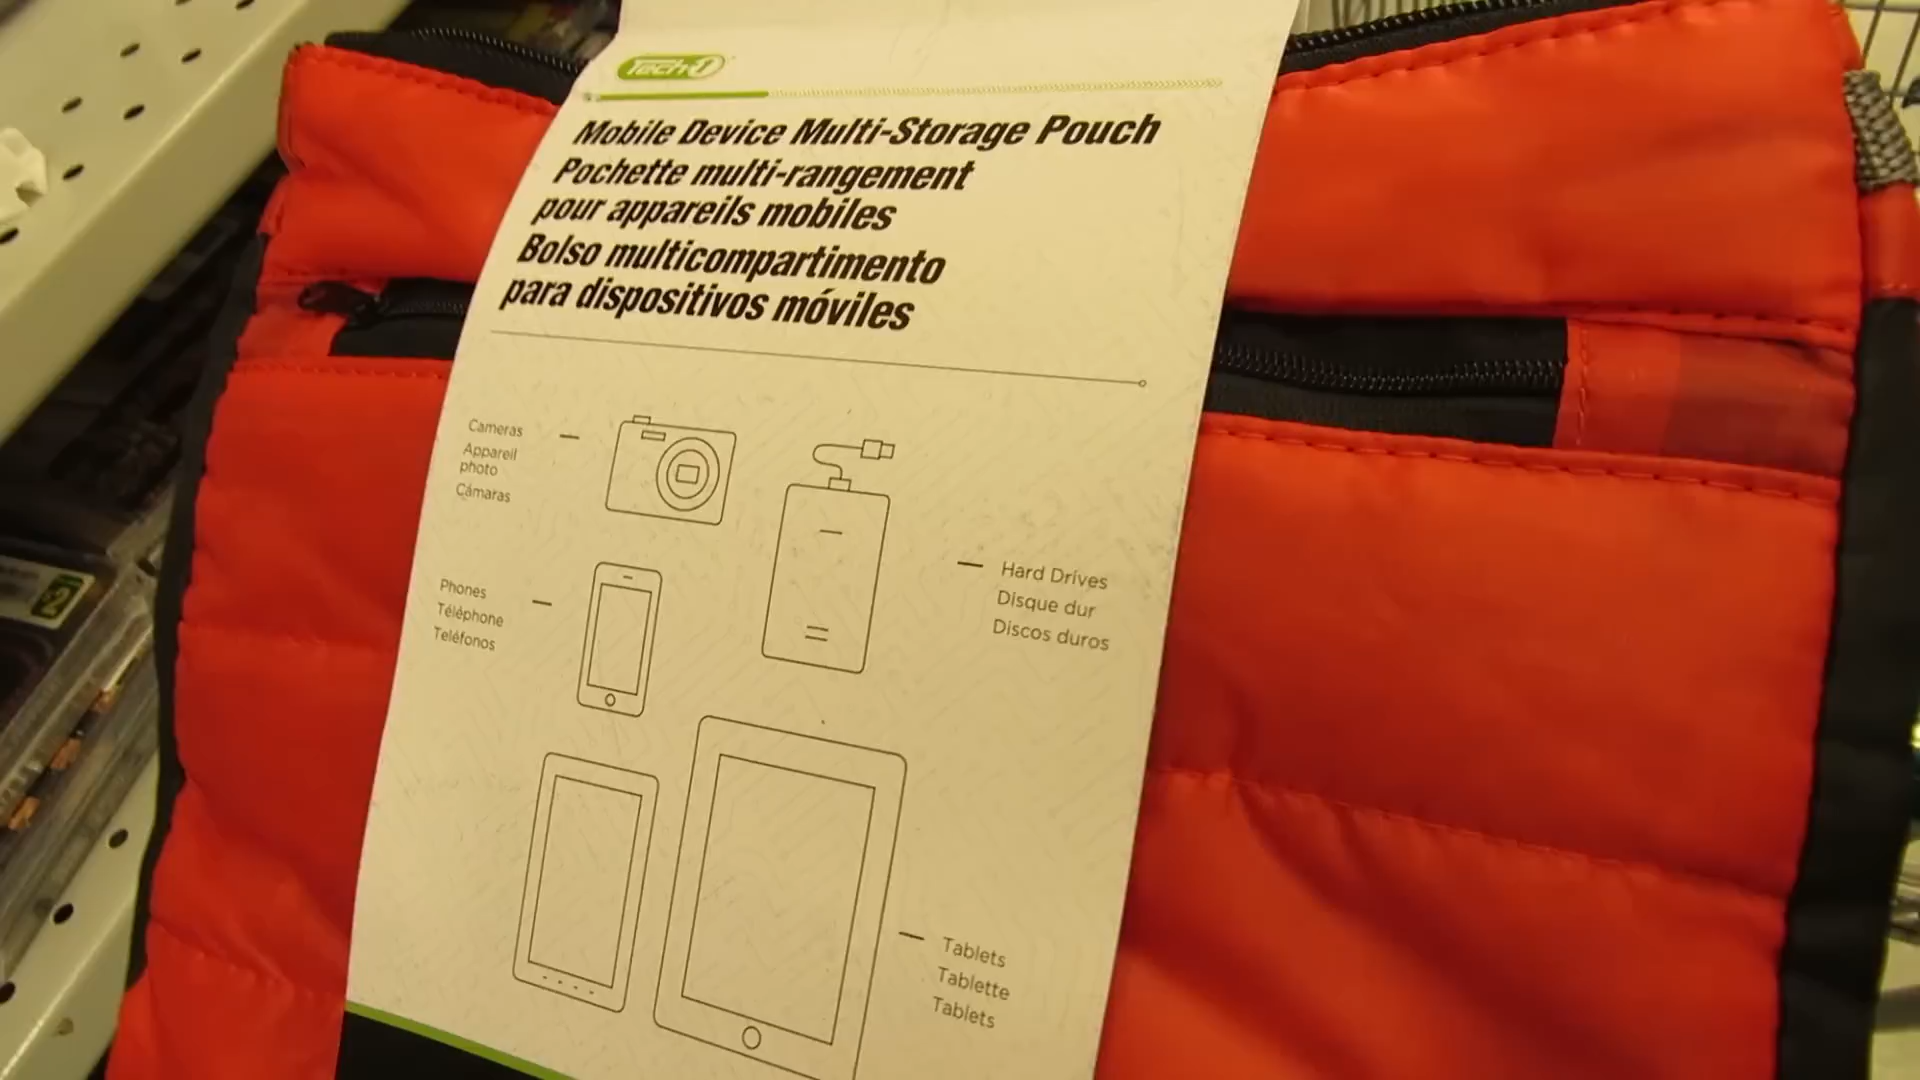 Tech-1
Mobile Device Multi-Storage Pouch
Pochette multi-rangement
pour appareils mobiles
Bolso multicompartimento
para dispositivos móviles
Cameras
Appareil
photo
Cámaras
Phones
Téléphone
Teléfonos
Hard Drives
Disque dur
Discos duros
Tablets
Tablette
Tablets
2